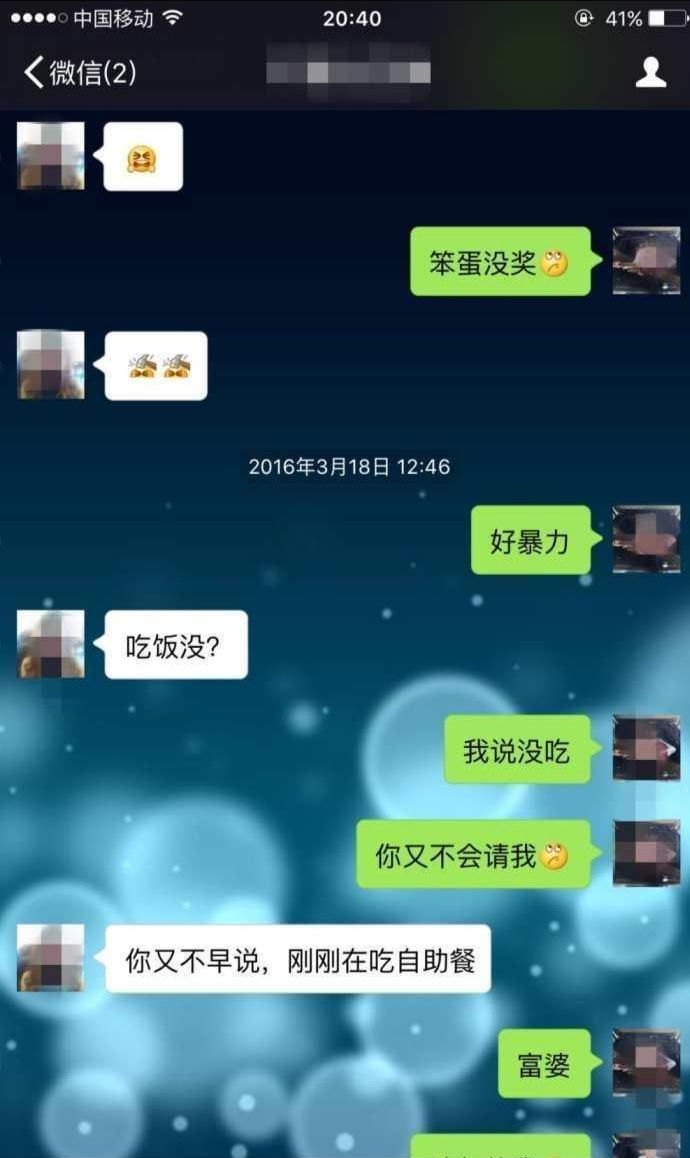 中国移动
20:40
41%
微信(2)
笨蛋没奖
2016年3月18日 12:46
好暴力
吃饭没?
我说没吃
你又不会请我
你又不早说，刚刚在吃自助餐
富婆